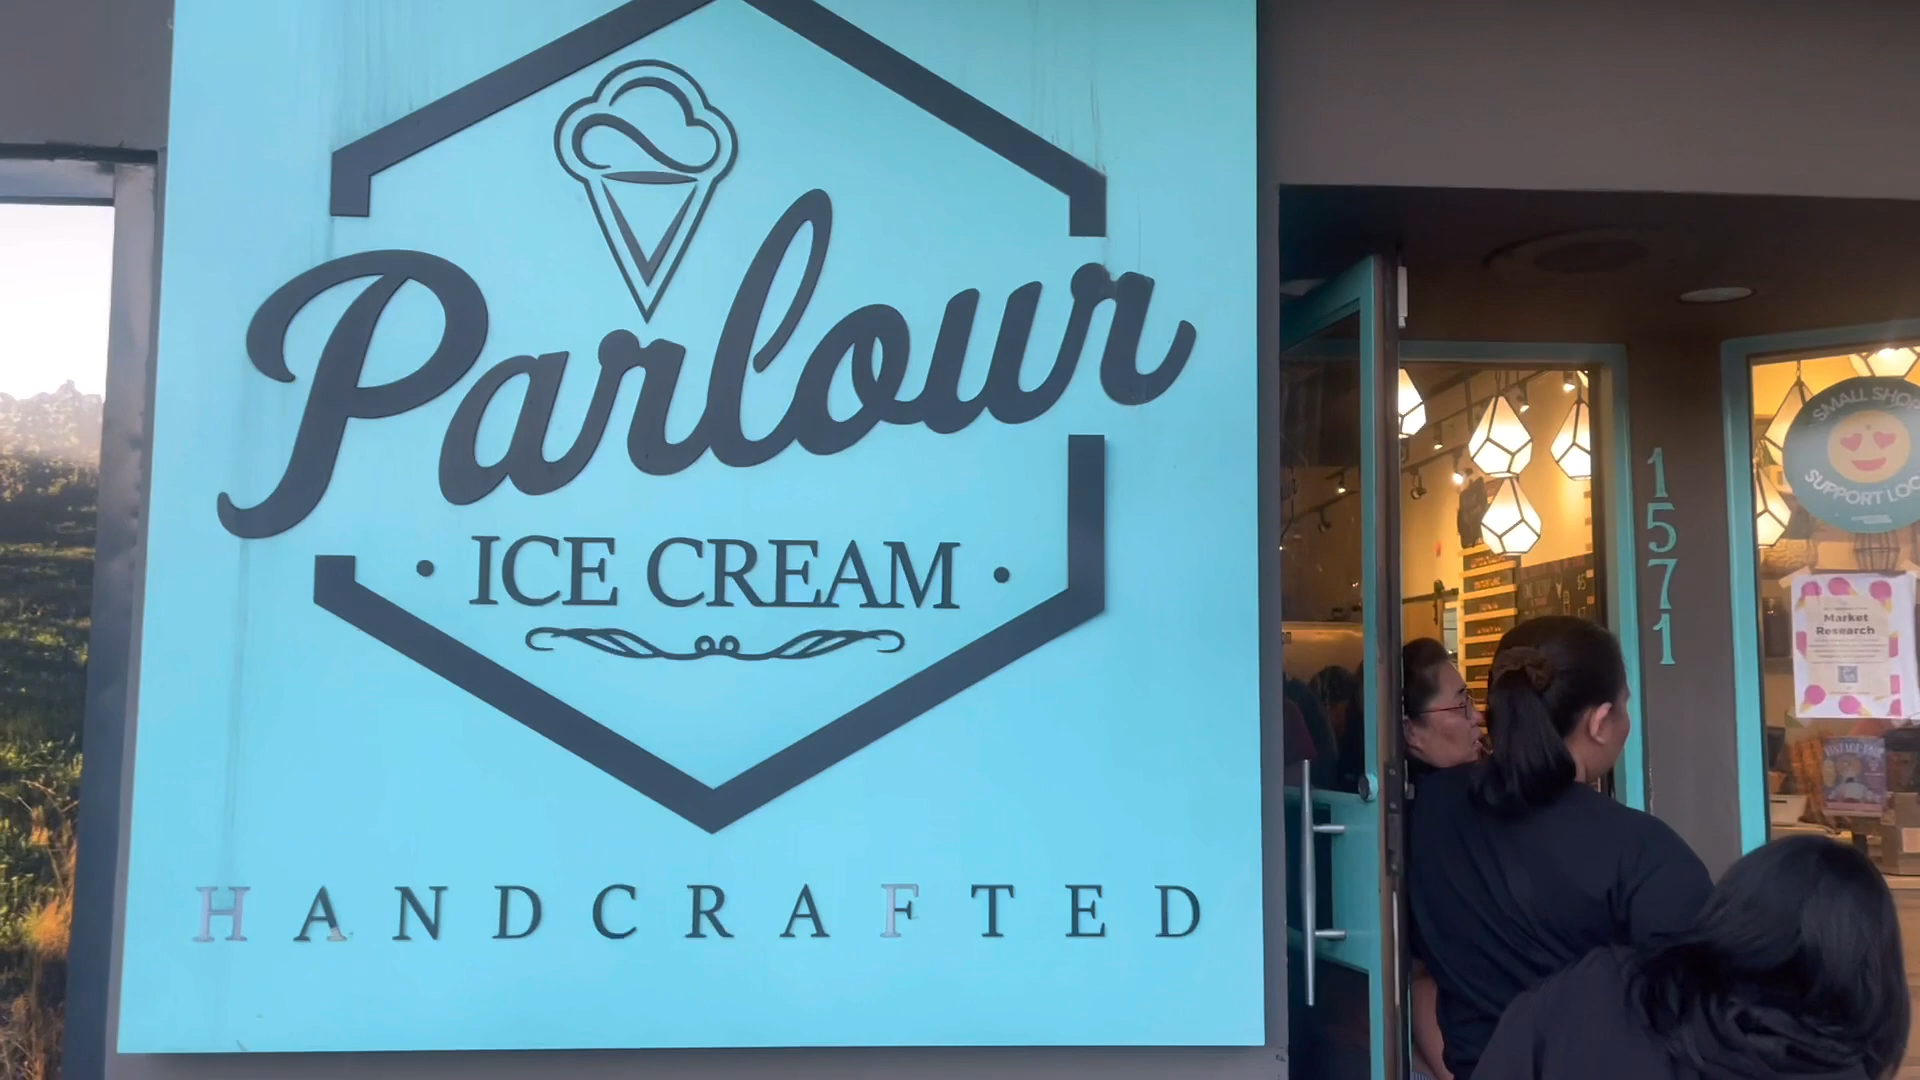 Parlour
• ICE CREAM •
HANDCRAFTED
1571
SMALL SHOP
SUPPORT LOC
Market
Research